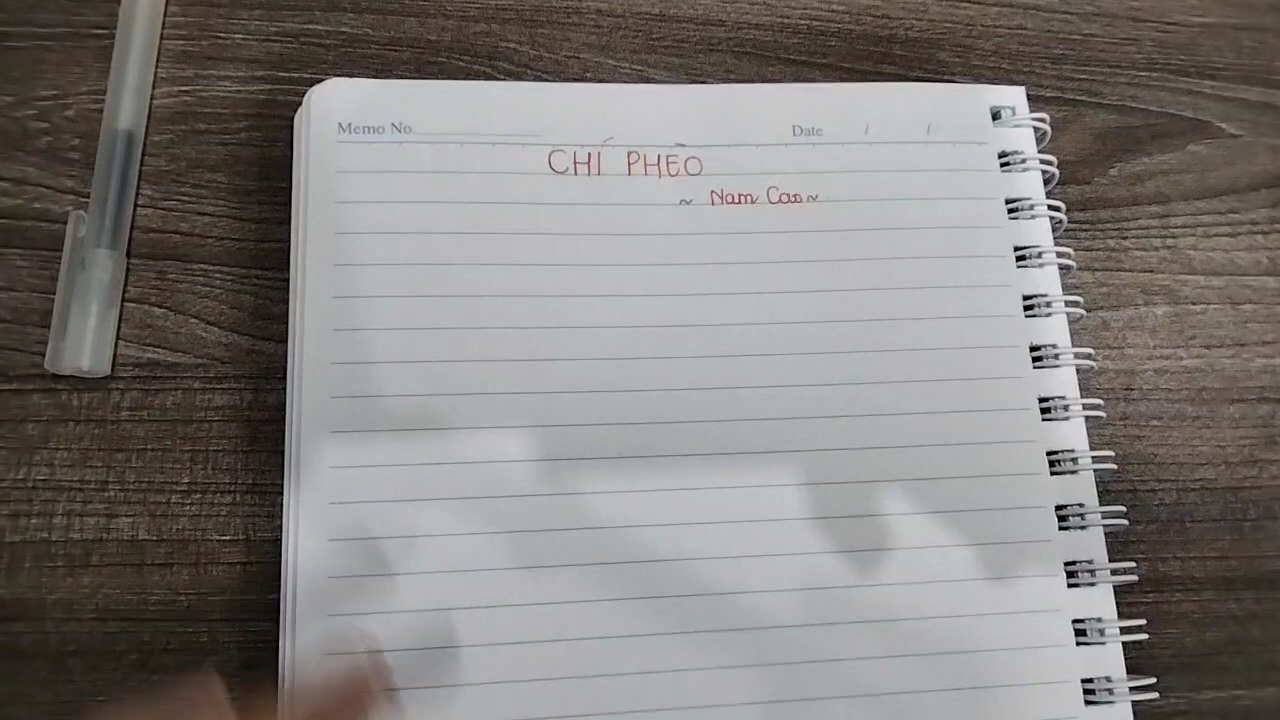 Memo No. Date / /
CHÍ PHÈO
~ Nam Cao ~